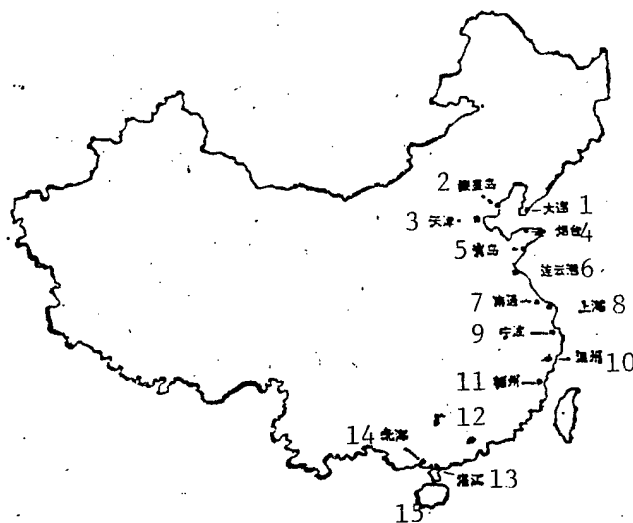 2 秦皇岛
大连 1
3 天津
烟台 4
5 青岛
连云港 6
7 南通
上海 8
9 宁波
温州 10
11 福州
12
14 北海
湛江 13
15